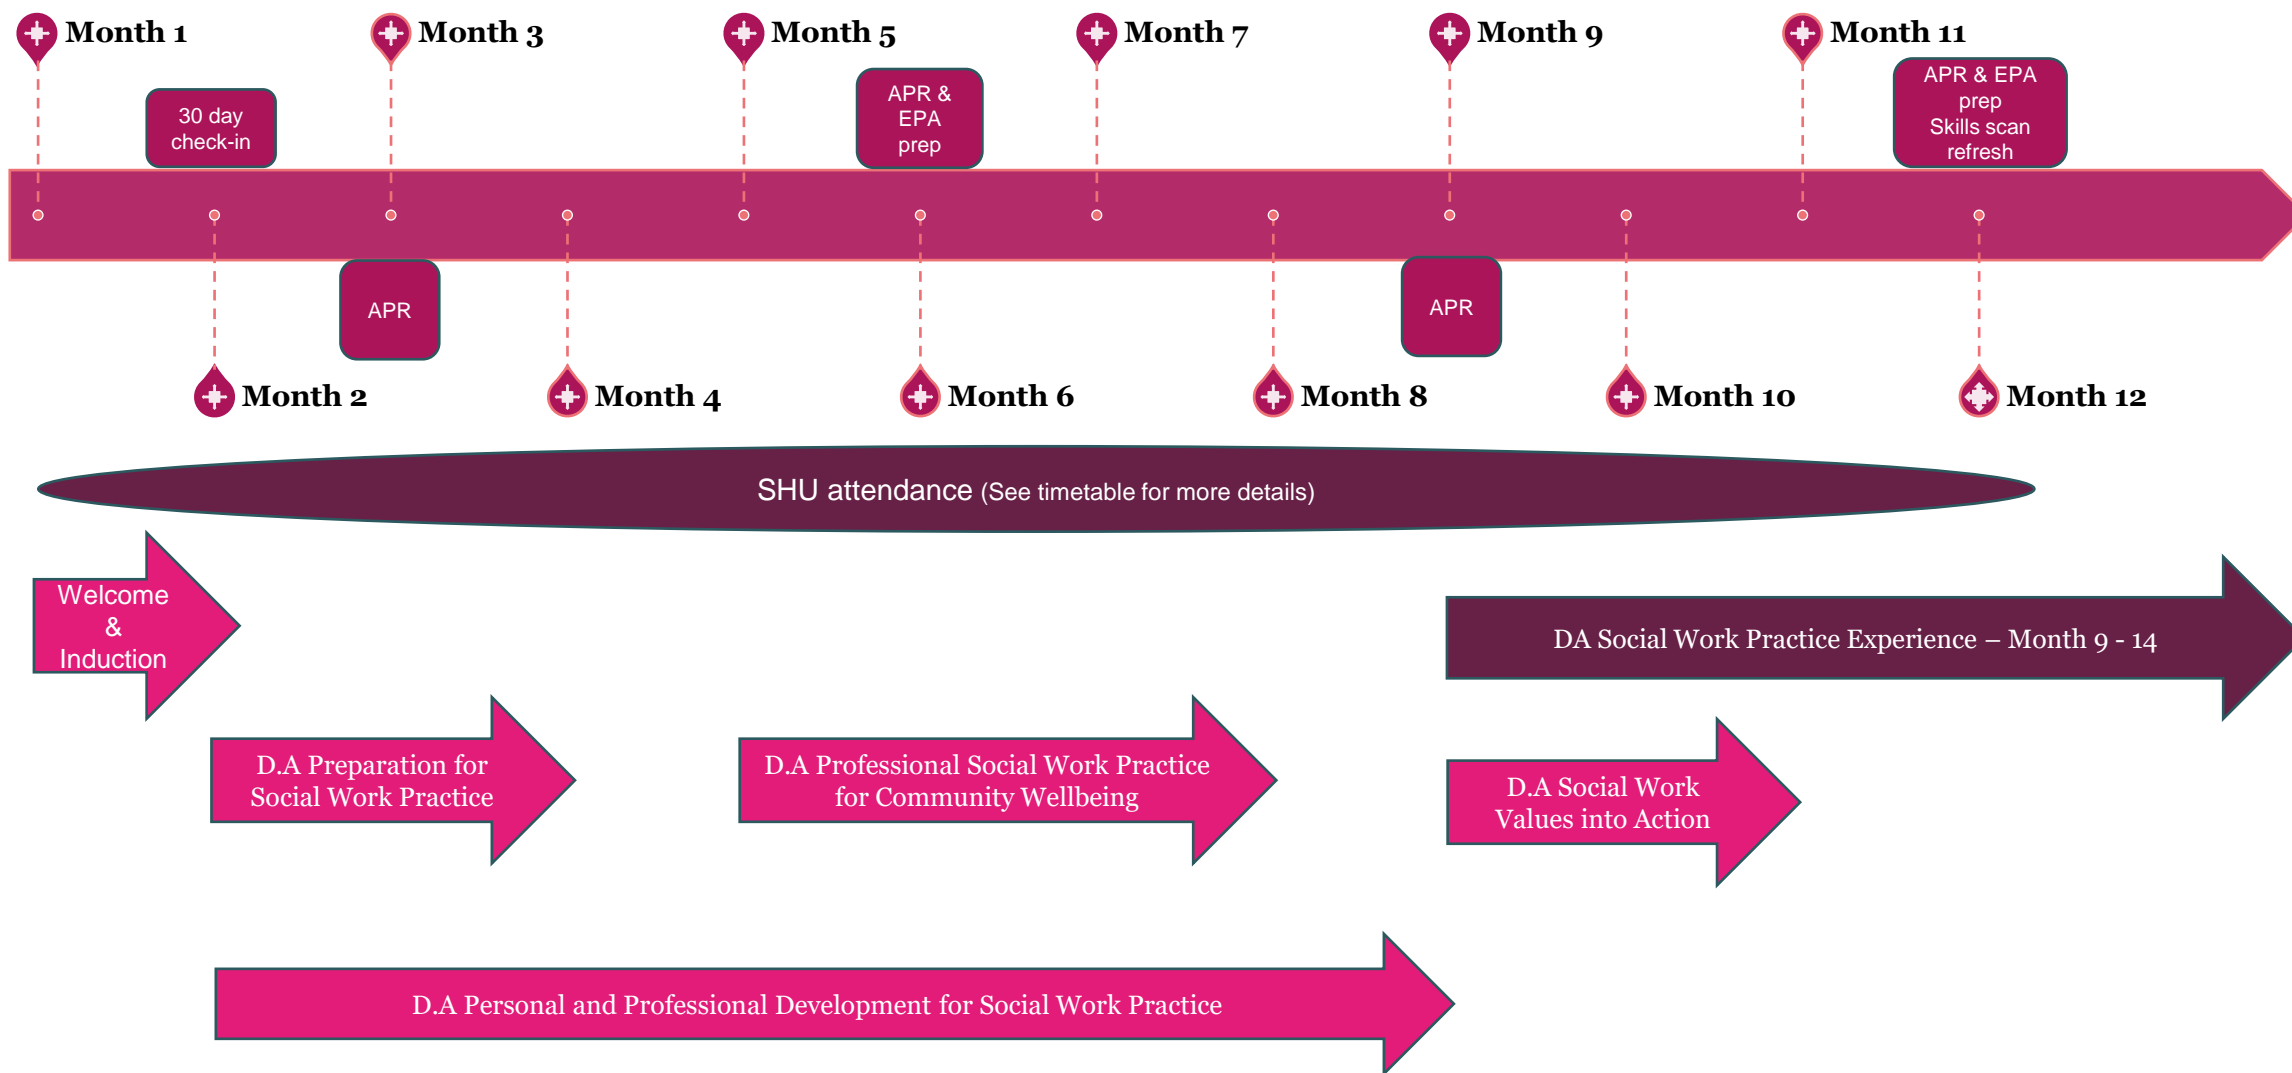 Month 1
Month 3
Month 5
Month 7
Month 9
Month 11
30 day
check-in
APR &
EPA
prep
APR & EPA
prep
Skills scan
refresh
APR
APR
Month 2
Month 4
Month 6
Month 8
Month 10
Month 12
SHU attendance (See timetable for more details)
Welcome
&
Induction
DA Social Work Practice Experience – Month 9 - 14
D.A Preparation for
Social Work Practice
D.A Professional Social Work Practice
for Community Wellbeing
D.A Social Work
Values into Action
D.A Personal and Professional Development for Social Work Practice